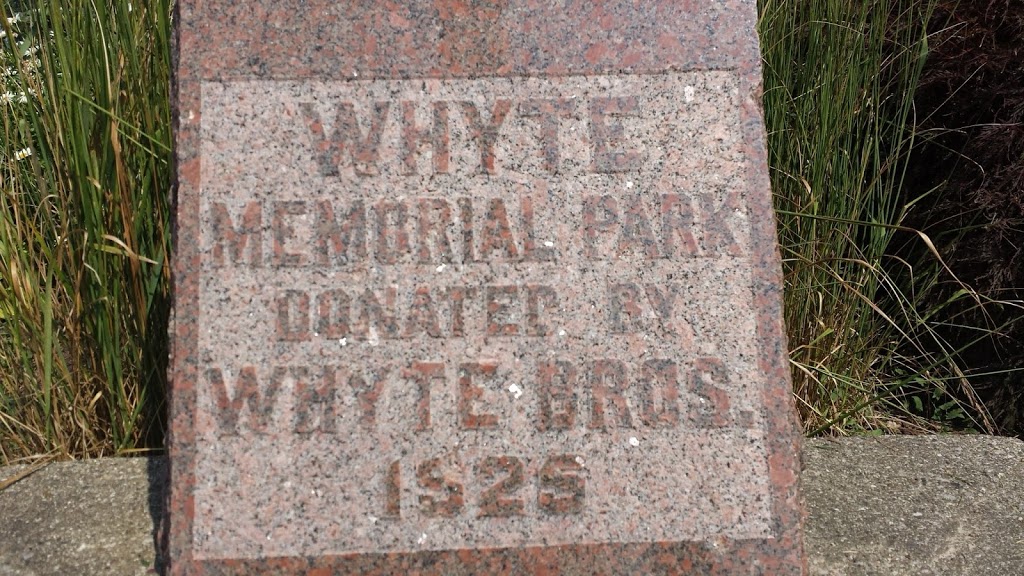 WHYTE
MEMORIAL PARK
DONATED BY
WHYTE BROS.
1926